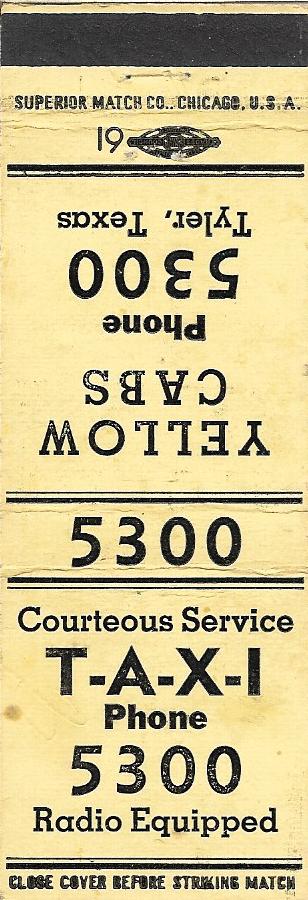 SUPERIOR MATCH CO., CHICAGO, U.S.A.
19
YELLOW
CABS
Phone
5300
Tyler, Texas
5300
Courteous Service
T-A-X-I
Phone
5300
Radio Equipped
CLOSE COVER BEFORE STRIKING MATCH